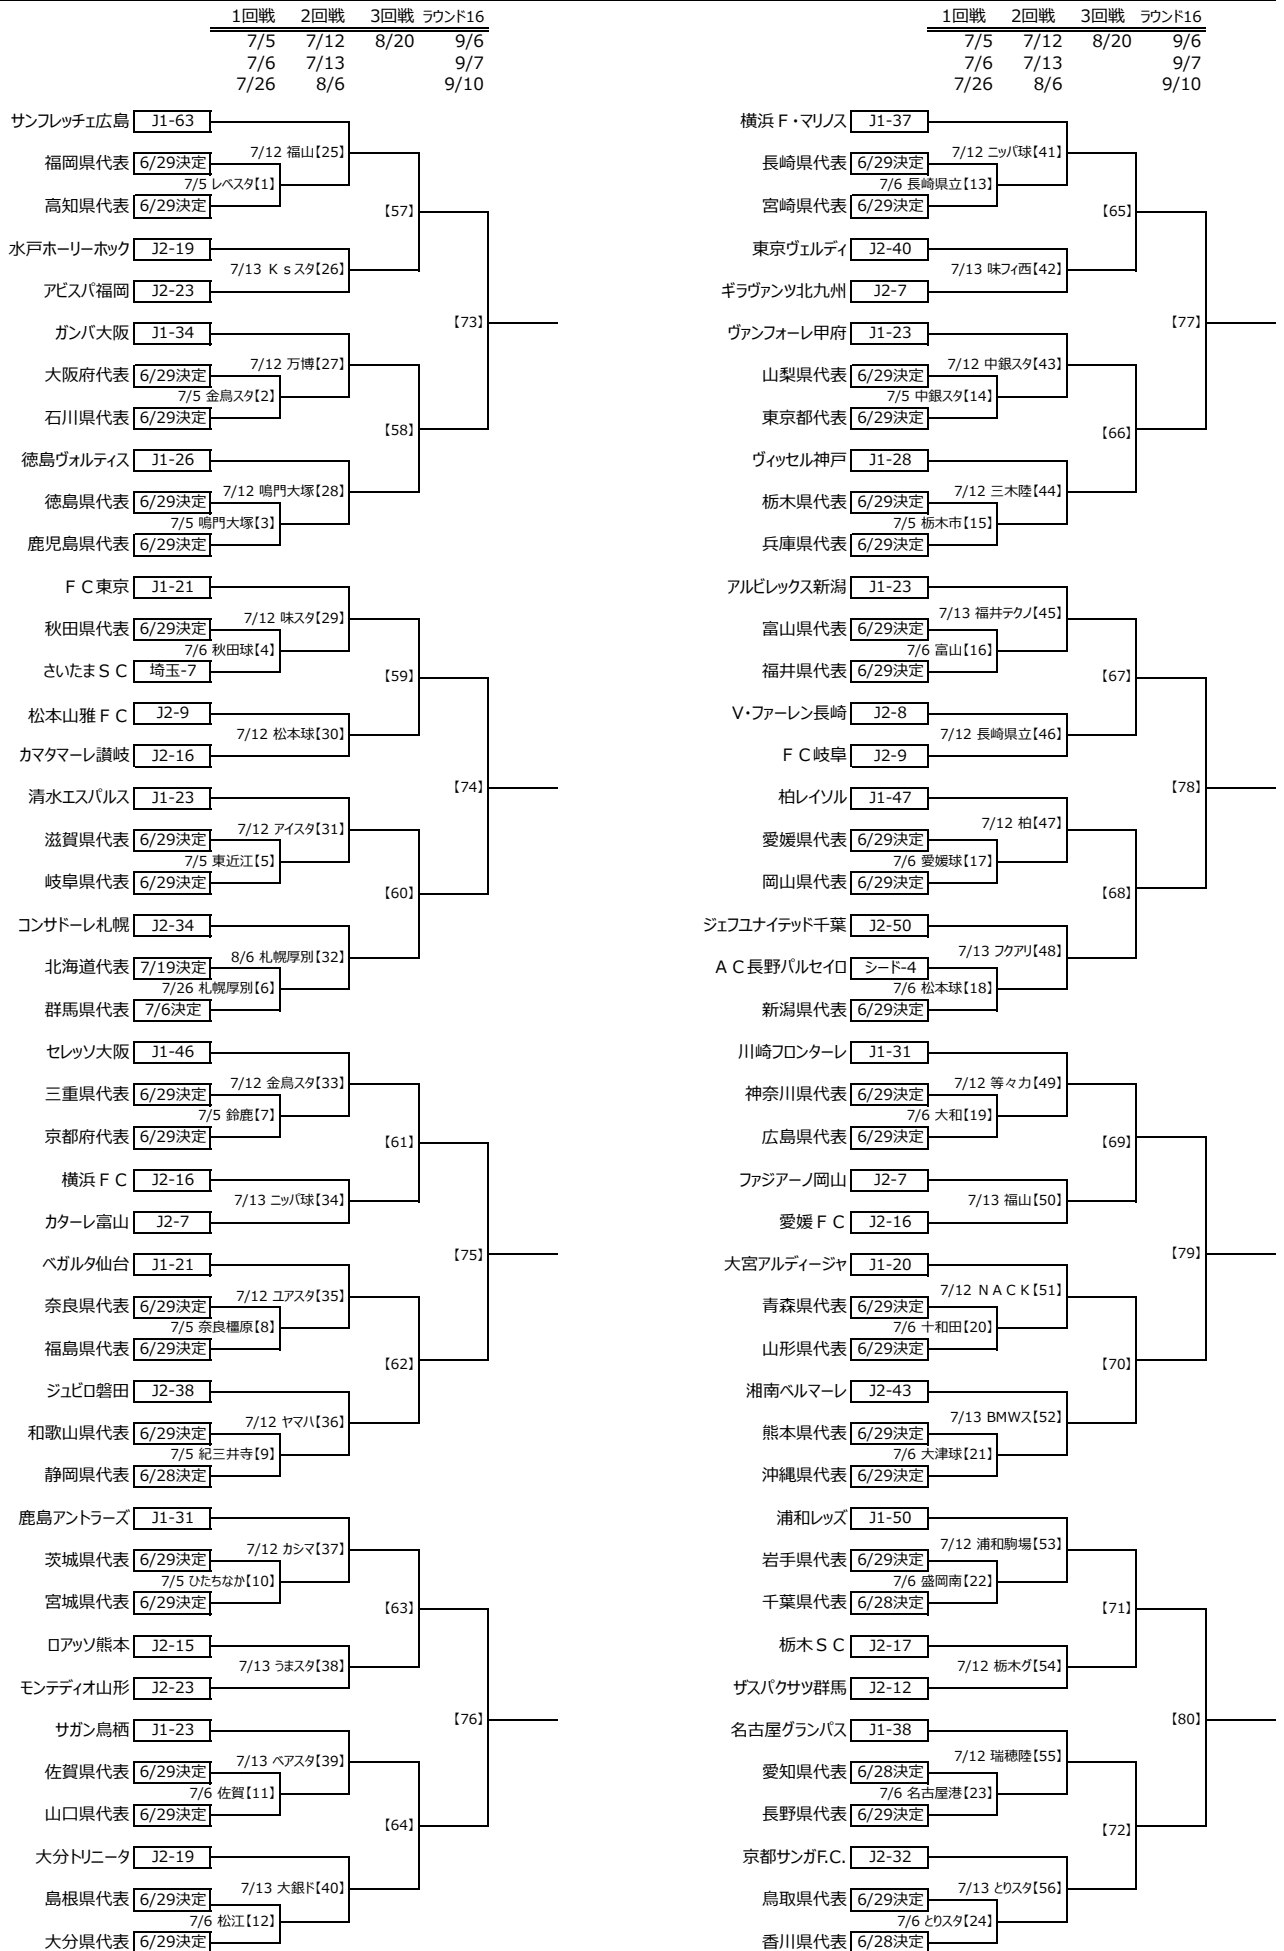 1回戦 2回戦 3回戦 ラウンド16
7/5 7/12 8/20 9/6
7/6 7/13 9/7
7/26 8/6 9/10
サンフレッチェ広島 J1-63
7/12 福山【25】
福岡県代表 6/29決定
7/5 レベスタ【1】
高知県代表 6/29決定
【57】
水戸ホーリーホック J2-19
7/13 Ｋｓスタ【26】
アビスパ福岡 J2-23
【73】
ガンバ大阪 J1-34
7/12 万博【27】
大阪府代表 6/29決定
7/5 金鳥スタ【2】
石川県代表 6/29決定
【58】
徳島ヴォルティス J1-26
7/12 鳴門大塚【28】
徳島県代表 6/29決定
7/5 鳴門大塚【3】
鹿児島県代表 6/29決定
ＦＣ東京 J1-21
7/12 味スタ【29】
秋田県代表 6/29決定
7/6 秋田球【4】
さいたまＳＣ 埼玉-7
【59】
松本山雅ＦＣ J2-9
7/12 松本球【30】
カマタマーレ讃岐 J2-16
【74】
清水エスパルス J1-23
7/12 アイスタ【31】
滋賀県代表 6/29決定
7/5 東近江【5】
岐阜県代表 6/29決定
【60】
コンサドーレ札幌 J2-34
8/6 札幌厚別【32】
北海道代表 7/19決定
7/26 札幌厚別【6】
群馬県代表 7/6決定
セレッソ大阪 J1-46
7/12 金鳥スタ【33】
三重県代表 6/29決定
7/5 鈴鹿【7】
京都府代表 6/29決定
【61】
横浜ＦＣ J2-16
7/13 ニッパ球【34】
カターレ富山 J2-7
【75】
ベガルタ仙台 J1-21
7/12 ユアスタ【35】
奈良県代表 6/29決定
7/5 奈良橿原【8】
福島県代表 6/29決定
【62】
ジュビロ磐田 J2-38
7/12 ヤマハ【36】
和歌山県代表 6/29決定
7/5 紀三井寺【9】
静岡県代表 6/28決定
鹿島アントラーズ J1-31
7/12 カシマ【37】
茨城県代表 6/29決定
7/5 ひたちなか【10】
宮城県代表 6/29決定
【63】
ロアッソ熊本 J2-15
7/13 うまスタ【38】
モンテディオ山形 J2-23
【76】
サガン鳥栖 J1-23
7/13 ベアスタ【39】
佐賀県代表 6/29決定
7/6 佐賀【11】
山口県代表 6/29決定
【64】
大分トリニータ J2-19
7/13 大銀ド【40】
島根県代表 6/29決定
7/6 松江【12】
大分県代表 6/29決定
1回戦 2回戦 3回戦 ラウンド16
7/5 7/12 8/20 9/6
7/6 7/13 9/7
7/26 8/6 9/10
横浜Ｆ・マリノス J1-37
7/12 ニッパ球【41】
長崎県代表 6/29決定
7/6 長崎県立【13】
宮崎県代表 6/29決定
【65】
東京ヴェルディ J2-40
7/13 味フィ西【42】
ギラヴァンツ北九州 J2-7
【77】
ヴァンフォーレ甲府 J1-23
7/12 中銀スタ【43】
山梨県代表 6/29決定
7/5 中銀スタ【14】
東京都代表 6/29決定
【66】
ヴィッセル神戸 J1-28
7/12 三木陸【44】
栃木県代表 6/29決定
7/5 栃木市【15】
兵庫県代表 6/29決定
アルビレックス新潟 J1-23
7/13 福井テクノ【45】
富山県代表 6/29決定
7/6 富山【16】
福井県代表 6/29決定
【67】
Ｖ・ファーレン長崎 J2-8
7/12 長崎県立【46】
ＦＣ岐阜 J2-9
【78】
柏レイソル J1-47
7/12 柏【47】
愛媛県代表 6/29決定
7/6 愛媛球【17】
岡山県代表 6/29決定
【68】
ジェフユナイテッド千葉 J2-50
7/13 フクアリ【48】
ＡＣ長野パルセイロ シード-4
7/6 松本球【18】
新潟県代表 6/29決定
川崎フロンターレ J1-31
7/12 等々力【49】
神奈川県代表 6/29決定
7/6 大和【19】
広島県代表 6/29決定
【69】
ファジアーノ岡山 J2-7
7/13 福山【50】
愛媛ＦＣ J2-16
【79】
大宮アルディージャ J1-20
7/12 ＮＡＣＫ【51】
青森県代表 6/29決定
7/6 十和田【20】
山形県代表 6/29決定
【70】
湘南ベルマーレ J2-43
7/13 BMWス【52】
熊本県代表 6/29決定
7/6 大津球【21】
沖縄県代表 6/29決定
浦和レッズ J1-50
7/12 浦和駒場【53】
岩手県代表 6/29決定
7/6 盛岡南【22】
千葉県代表 6/28決定
【71】
栃木ＳＣ J2-17
7/12 栃木グ【54】
ザスパクサツ群馬 J2-12
【80】
名古屋グランパス J1-38
7/12 瑞穂陸【55】
愛知県代表 6/28決定
7/6 名古屋港【23】
長野県代表 6/29決定
【72】
京都サンガF.C. J2-32
7/13 とりスタ【56】
鳥取県代表 6/29決定
7/6 とりスタ【24】
香川県代表 6/28決定